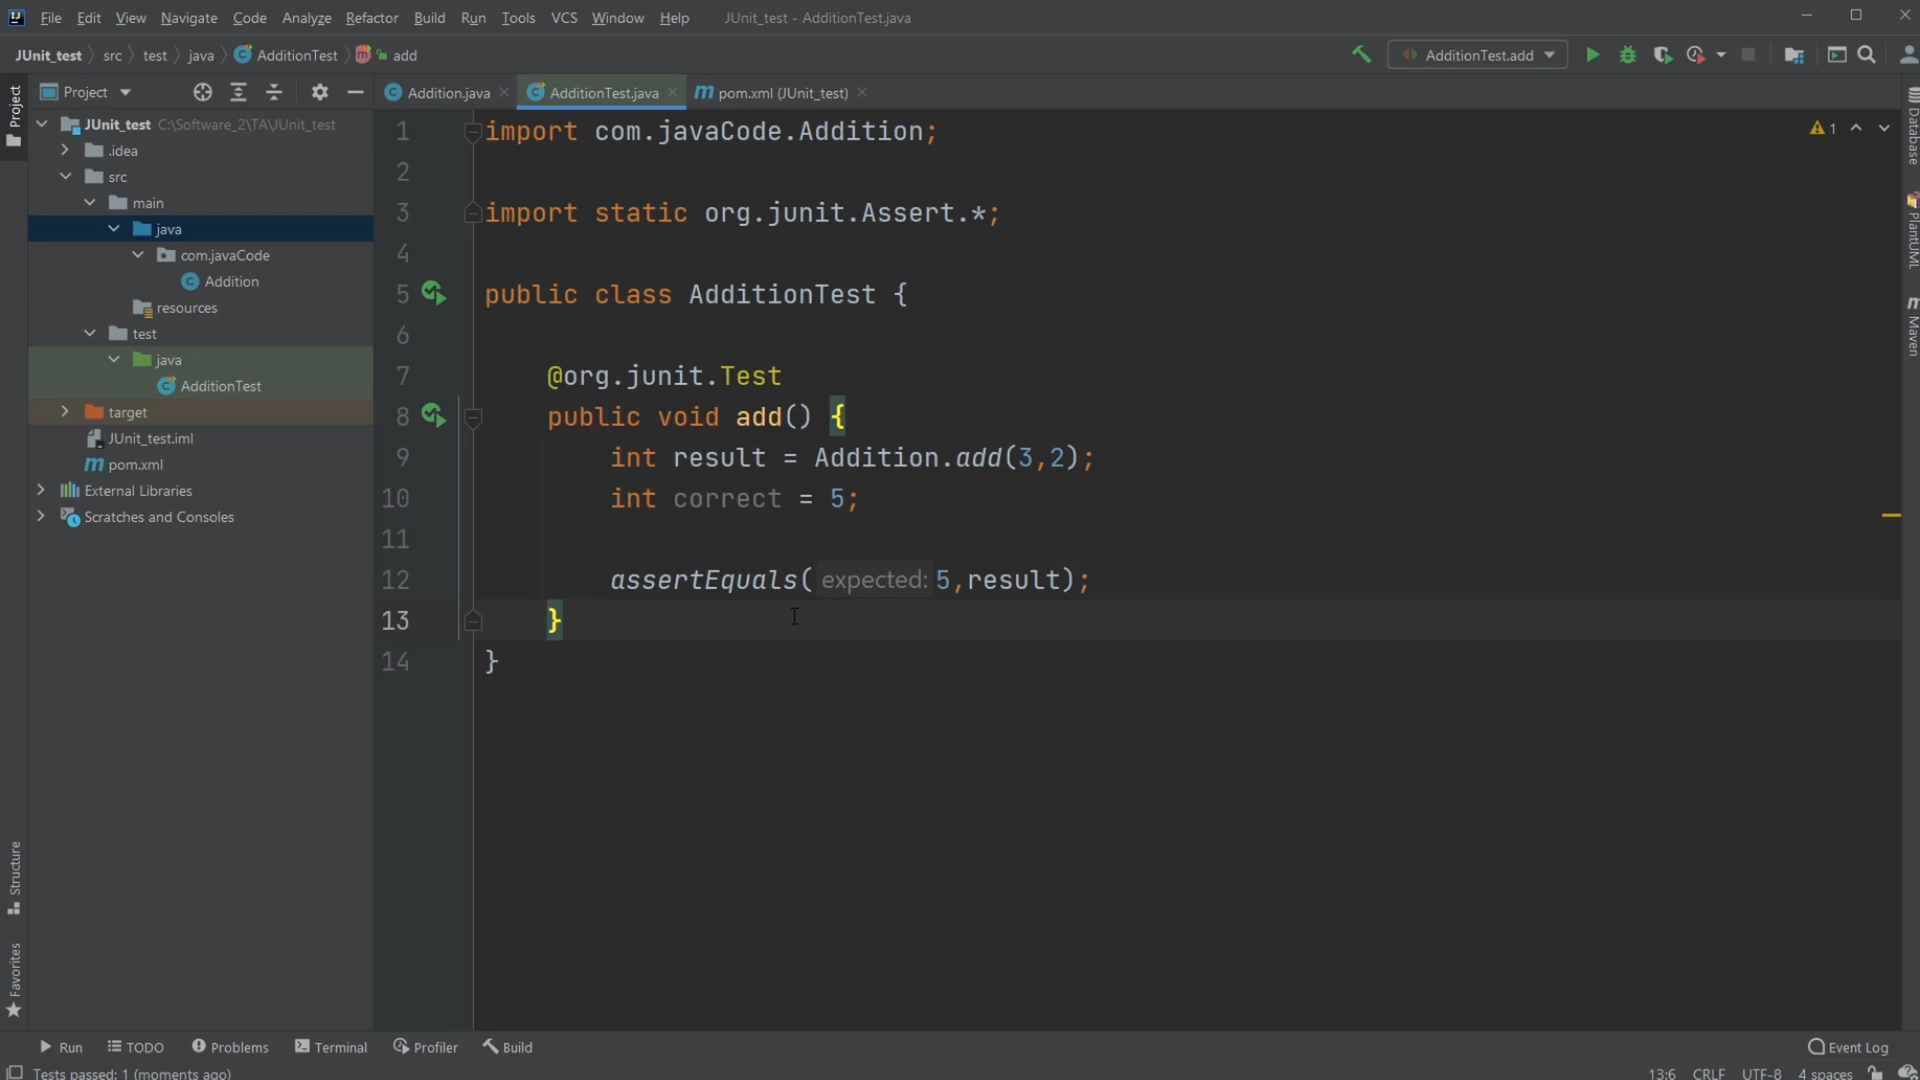 File Edit View Navigate Code Analyze Refactor Build Run Tools VCS Window Help JUnit_test - AdditionTest.java
JUnit_test src test java AdditionTest add AdditionTest.add
Project
Addition.java AdditionTest.java pom.xml (JUnit_test)
Project
JUnit_test C:\Software_2\TA\JUnit_test
.idea
src
main
java
com.javaCode
Addition
resources
test
java
AdditionTest
target
JUnit_test.iml
pom.xml
External Libraries
Scratches and Consoles
1 import com.javaCode.Addition;
2
3 import static org.junit.Assert.*;
4
5 public class AdditionTest {
6
7 @org.junit.Test
8 public void add() {
9 int result = Addition.add(3,2);
10 int correct = 5;
11
12 assertEquals( expected: 5,result);
13 }
14 }
1
Database
PlantUML
Maven
Structure
Favorites
Run TODO Problems Terminal Profiler Build Event Log
Tests passed: 1 (moments ago) 13:6 CRLF UTF-8 4 spaces